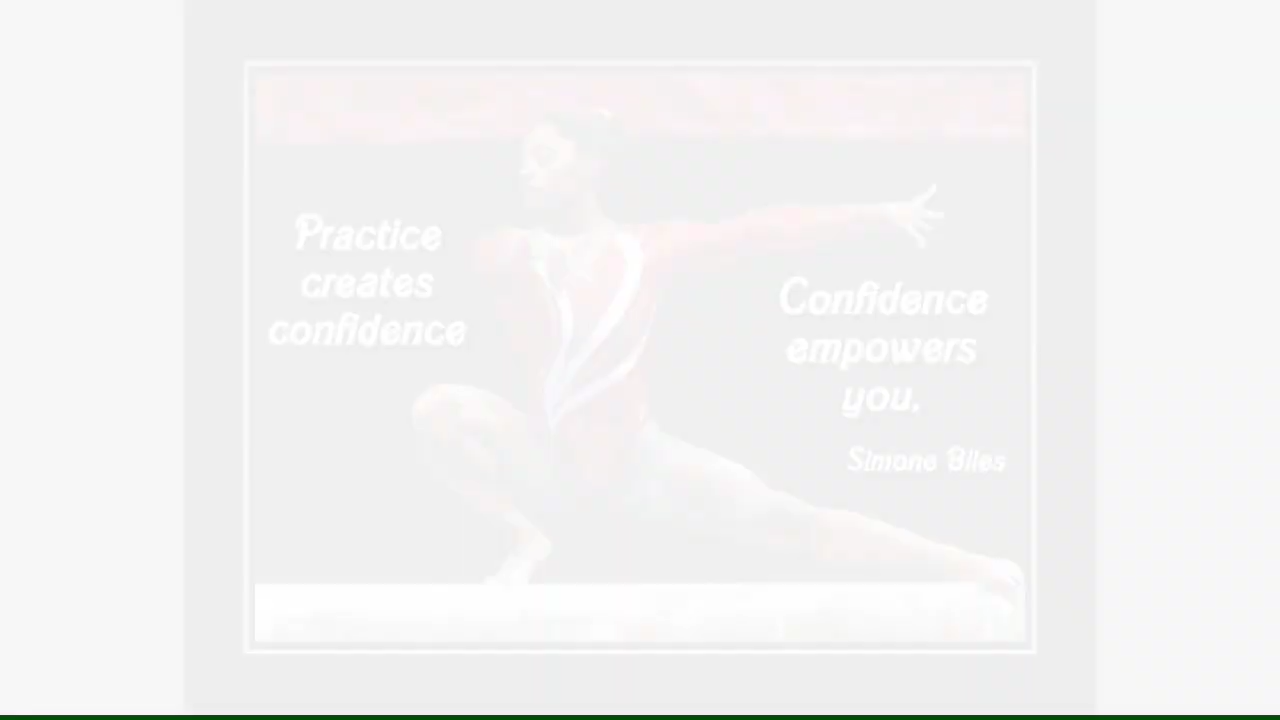 Practice
creates
confidence
Confidence
empowers
you.
Simone Biles